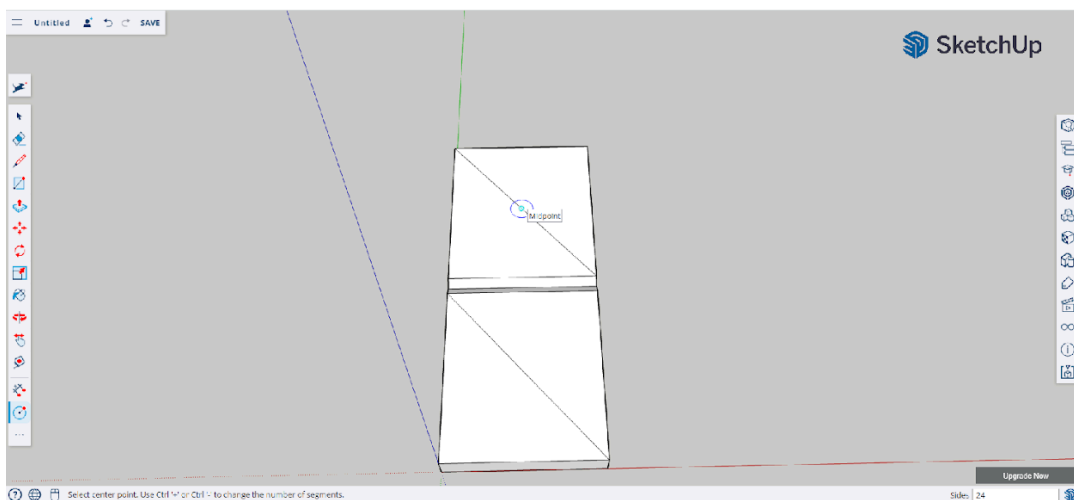 Untitled
SAVE
SketchUp
Midpoint
Upgrade Now
Select center point. Use Ctrl '+' or Ctrl '-' to change the number of segments.
Sides 24